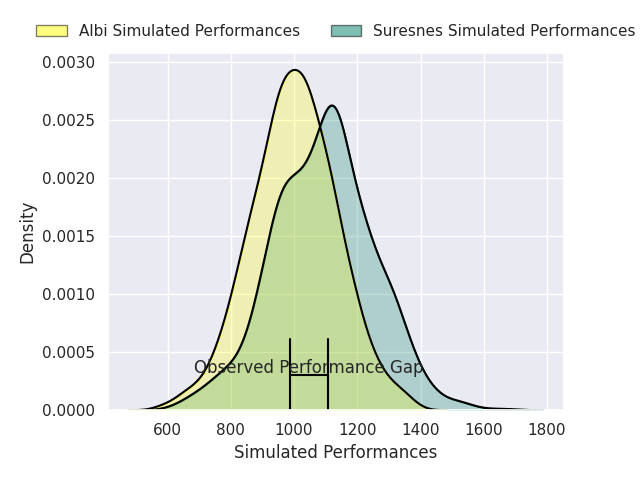 Albi Simulated Performances Suresnes Simulated Performances
0.0030
0.0025
0.0020
0.0015
0.0010
0.0005
0.0000
Density
Observed Performance Gap
600 800 1000 1200 1400 1600 1800
Simulated Performances